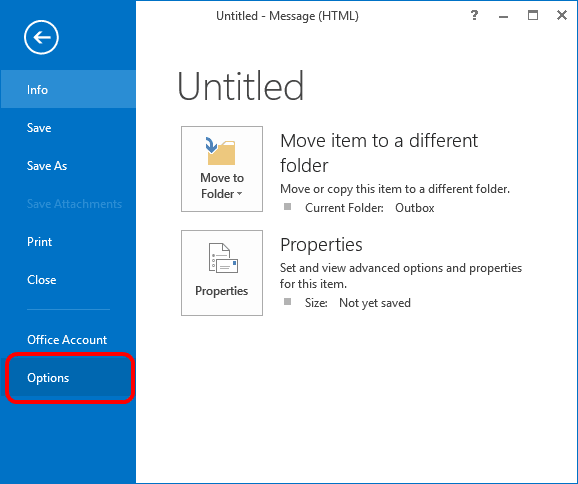 Untitled - Message (HTML)
?
Info
Save
Save As
Save Attachments
Print
Close
Office Account
Options
Untitled
Move to
Folder
Move item to a different
folder
Move or copy this item to a different folder.
Current Folder: Outbox
Properties
Properties
Set and view advanced options and properties
for this item.
Size: Not yet saved